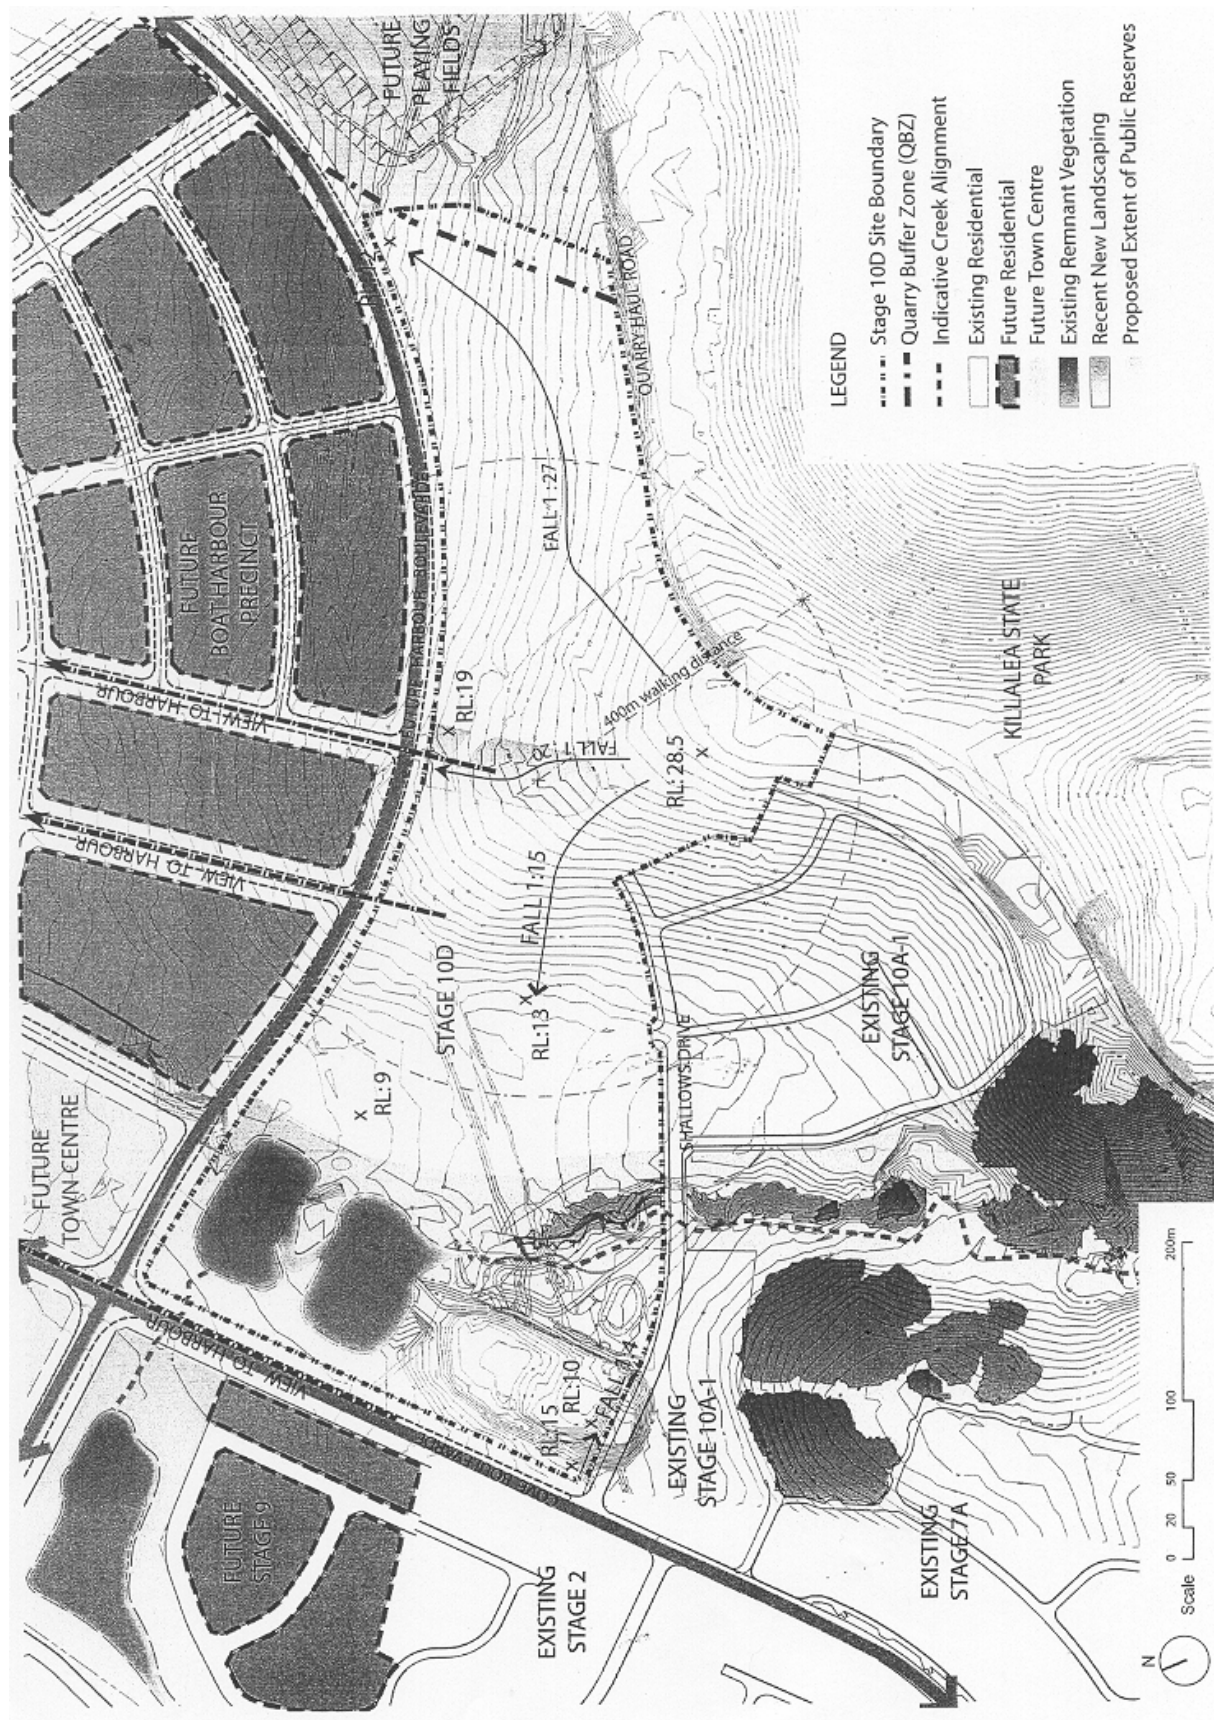 FUTURE
PLAYING
FIELDS
FUTURE
BOAT HARBOUR
PRECINCT
FUTURE HARBOUR BOULEVARDE
QUARRY HAUL ROAD
FALL 1:27
VIEW TO HARBOUR
VIEW TO HARBOUR
RL:19
FALL 1:20
400m walking distance
RL: 28.5
KILLALEA STATE
PARK
FALL 1:15
STAGE 10D
RL:13
RL: 9
EXISTING
STAGE 10A-1
SHALLOWS DRIVE
FUTURE
TOWN CENTRE
VIEW TO HARBOUR
COVE BOULEVARDE
RL:15
RL:10
EXISTING
STAGE 10A-1
FUTURE
STAGE 9
EXISTING
STAGE 2
EXISTING
STAGE 7A
LEGEND
Stage 10D Site Boundary
Quarry Buffer Zone (QBZ)
Indicative Creek Alignment
Existing Residential
Future Residential
Future Town Centre
Existing Remnant Vegetation
Recent New Landscaping
Proposed Extent of Public Reserves
N
Scale 0 20 50 100 200m